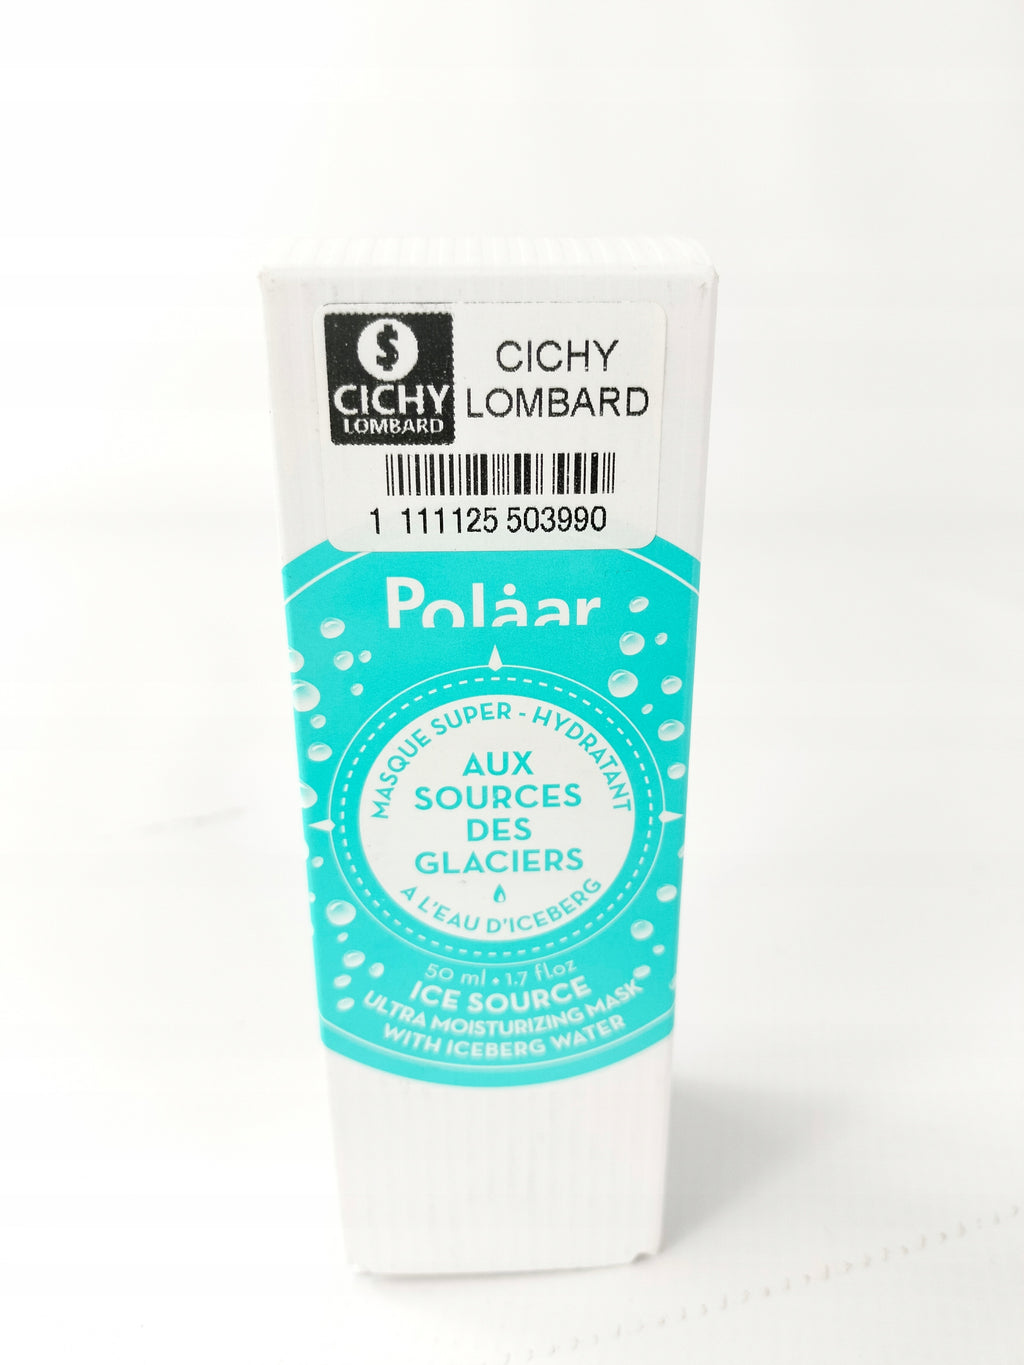 $
CICHY
LOMBARD
CICHY
LOMBARD
1 111125 503990
Polåar
MASQUE SUPER - HYDRATANT
AUX
SOURCES
DES
GLACIERS
A L'EAU D'ICEBERG
50 ml • 1.7 fl.oz
ICE SOURCE
ULTRA MOISTURIZING MASK
WITH ICEBERG WATER